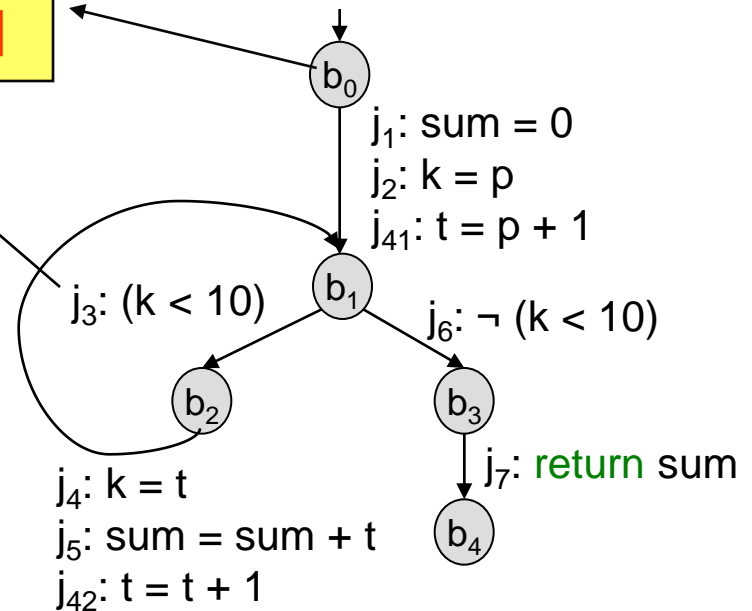 b₀
j₁: sum = 0
j₂: k = p
j₄₁: t = p + 1
b₁
j₃: (k < 10)
j₆: ¬ (k < 10)
b₂
b₃
j₇: return sum
j₄: k = t
j₅: sum = sum + t
j₄₂: t = t + 1
b₄